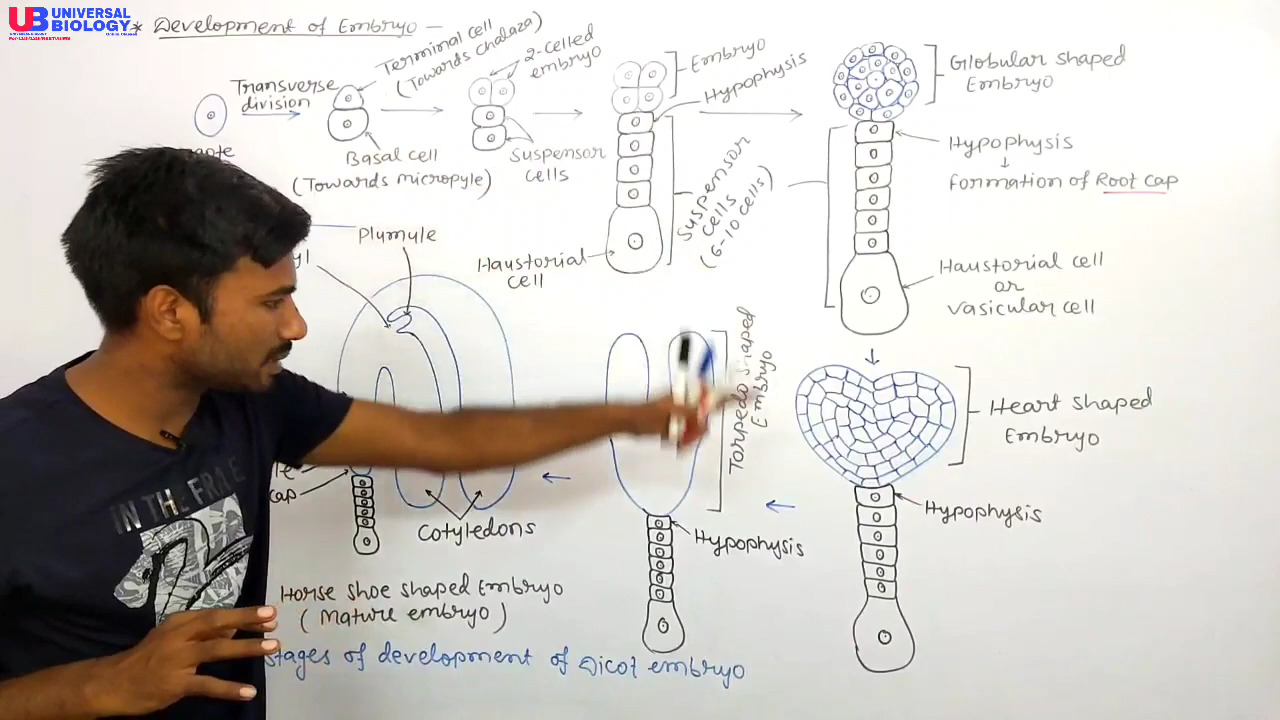 UB UNIVERSAL BIOLOGY
* Development of Embryo –
Transverse division
Terminal cell
(Towards chalaza)
2-celled embryo
Embryo
Hypophysis
Globular shaped
Embryo
Basal cell
(Towards micropyle)
Suspensor
cells
Suspensor
cells
(6-10 cells)
Hypophysis
Formation of Root Cap
Plumule
Haustorial
cell
Haustorial cell
or
Vasicular cell
Torpedo shaped
Embryo
Heart shaped
Embryo
cap
Cotyledons
Hypophysis
Hypophysis
Horse shoe shaped Embryo
(Mature embryo)
stages of development of Dicot embryo